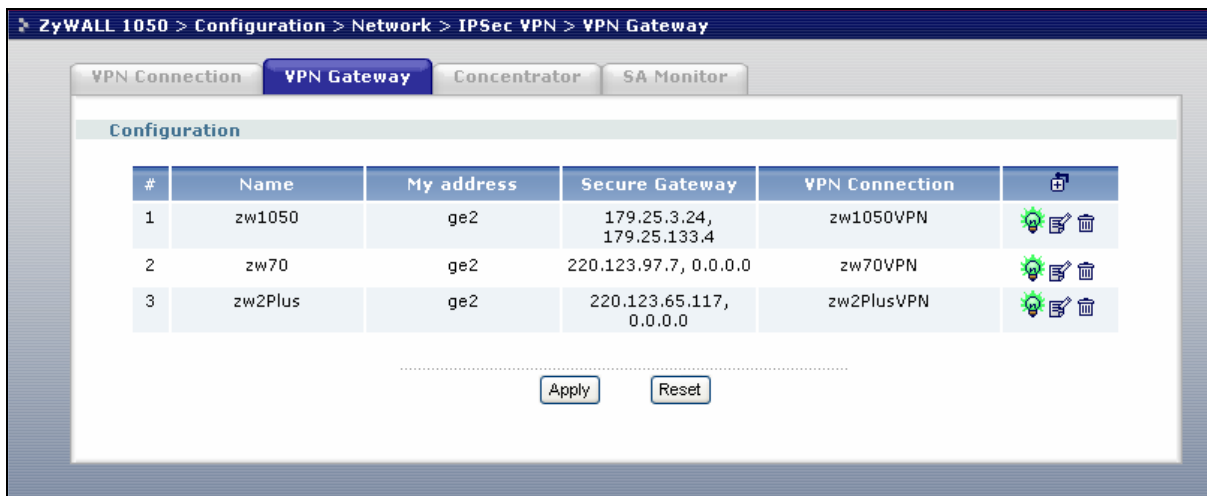 ZyWALL 1050 > Configuration > Network > IPSec VPN > VPN Gateway
VPN Connection VPN Gateway Concentrator SA Monitor
Configuration
# Name My address Secure Gateway VPN Connection
1 zw1050 ge2 179.25.3.24, 179.25.133.4 zw1050VPN
2 zw70 ge2 220.123.97.7, 0.0.0.0 zw70VPN
3 zw2Plus ge2 220.123.65.117, 0.0.0.0 zw2PlusVPN
Apply Reset